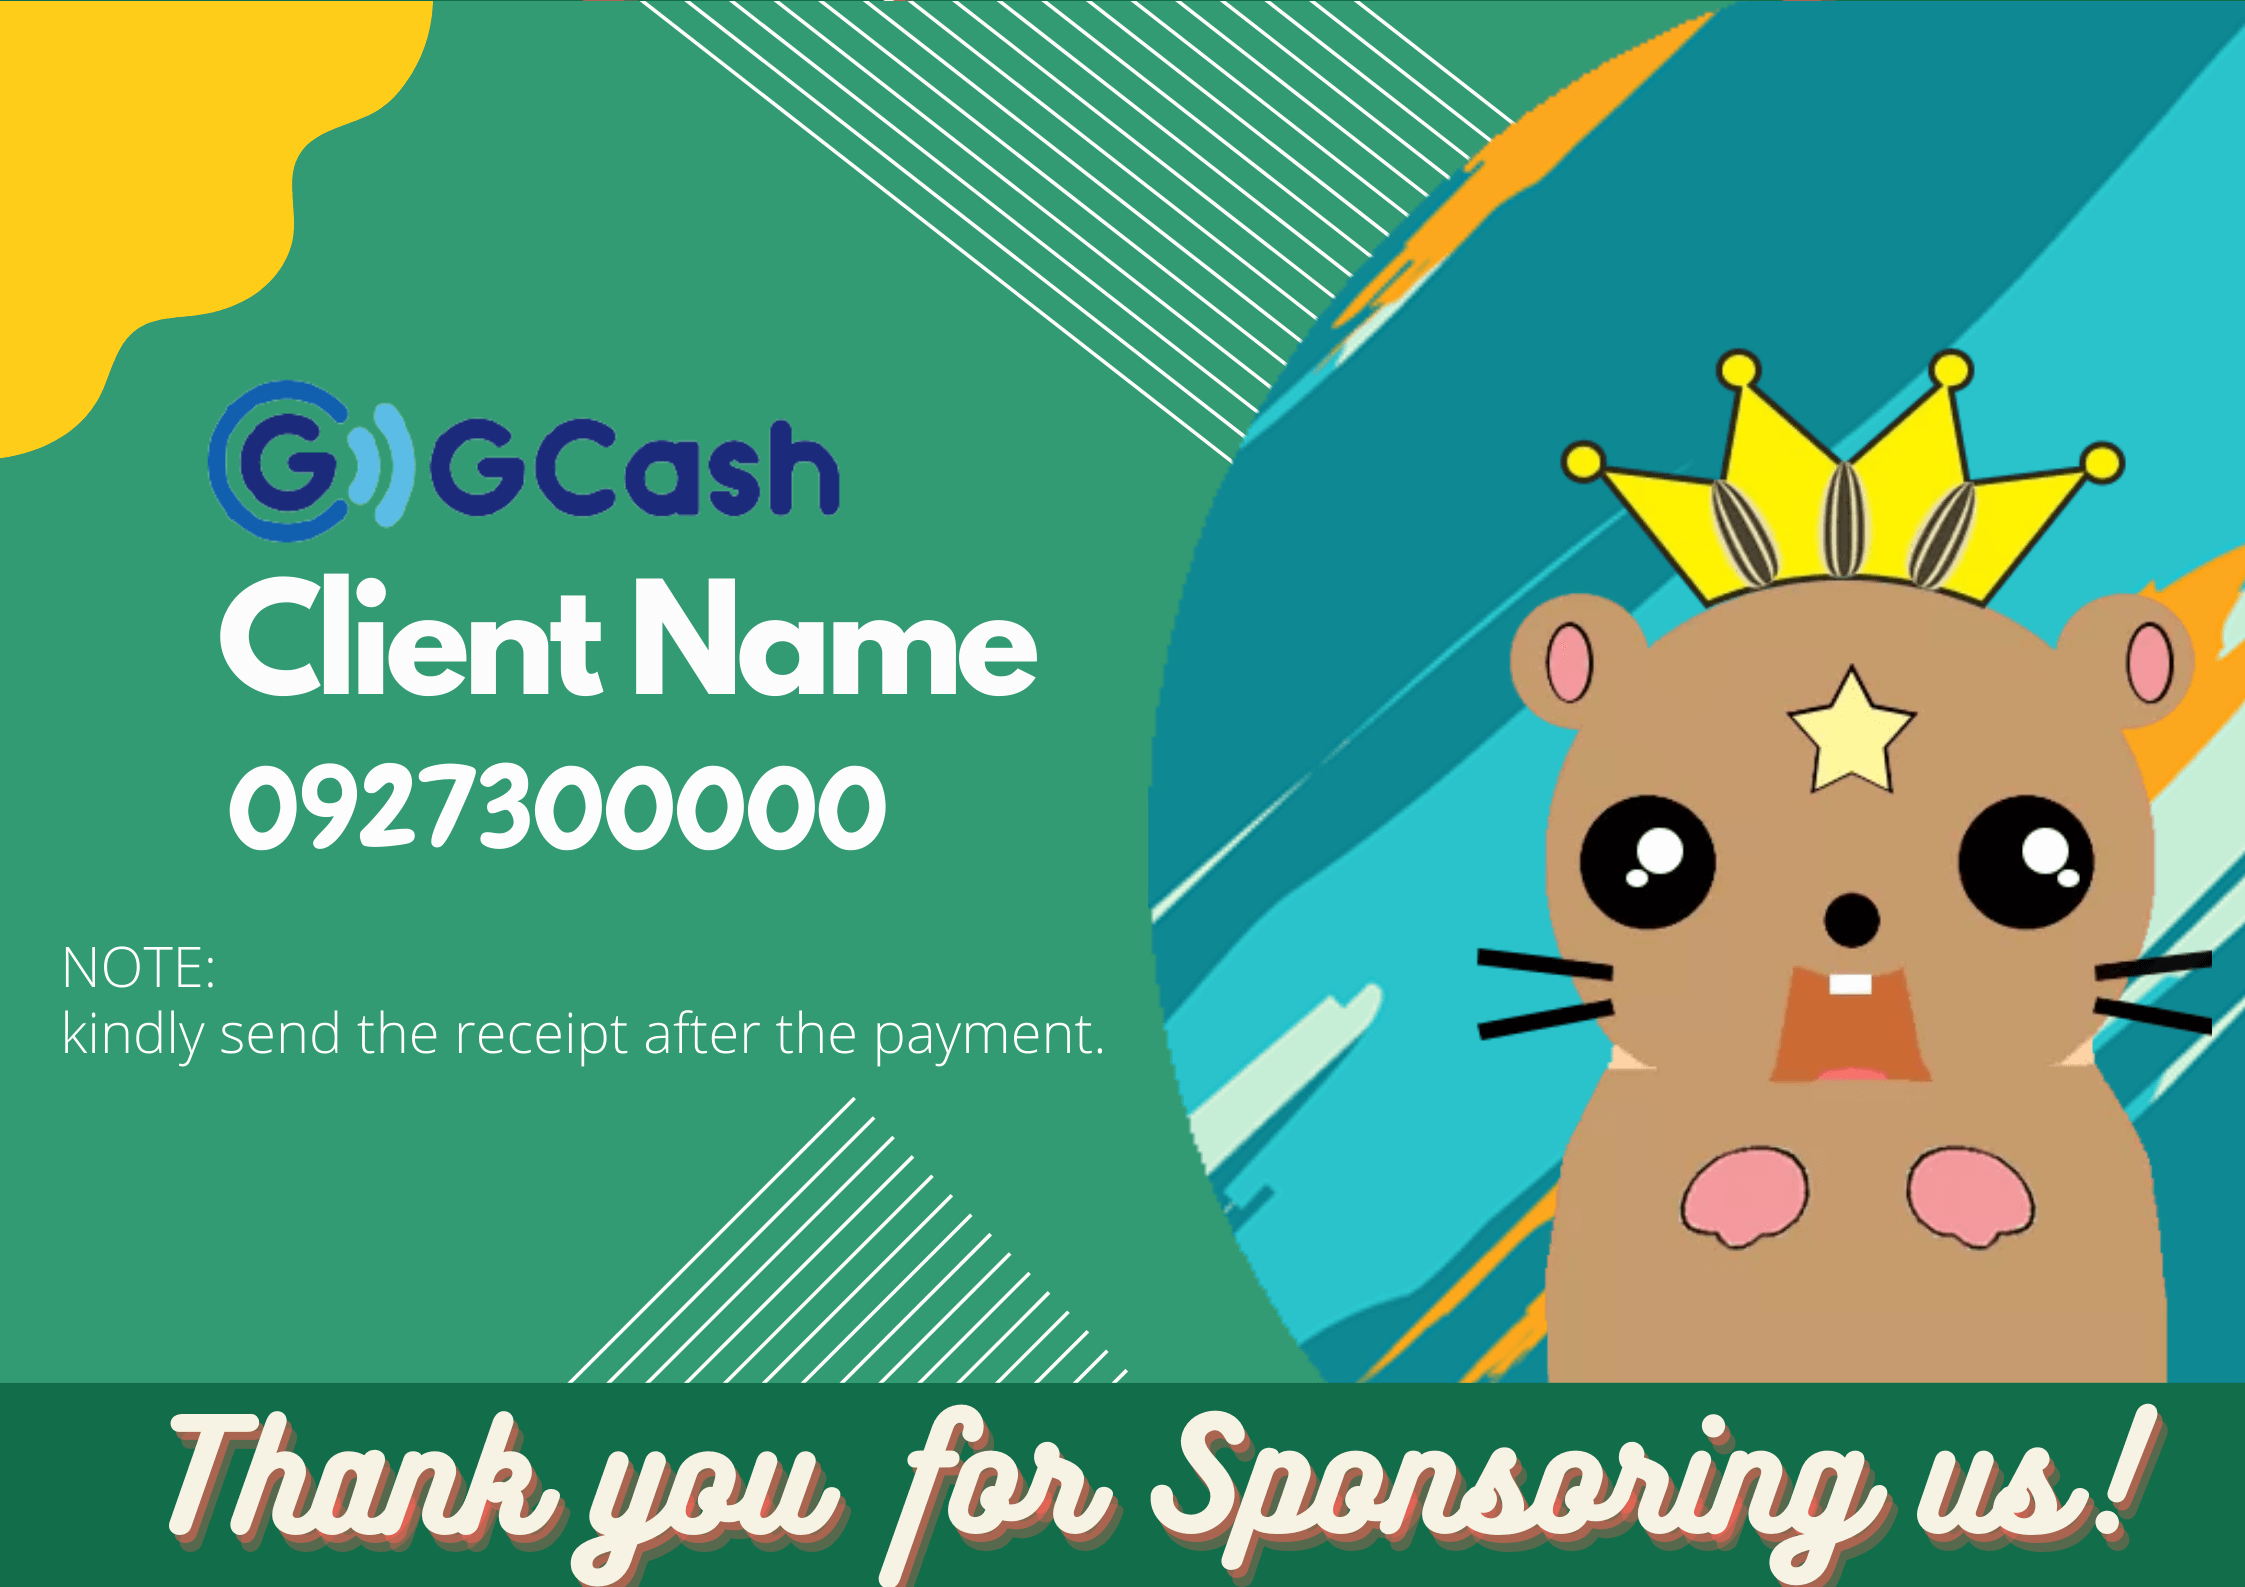 G GCash
Client Name
0927300000
NOTE:
kindly send the receipt after the payment.
Thank you for Sponsoring us!